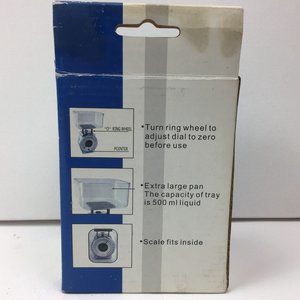 "O" RING WHEEL
POINTER
•Turn ring wheel to
adjust dial to zero
before use
•Extra large pan
The capacity of tray
is 500 ml liquid
•Scale fits inside